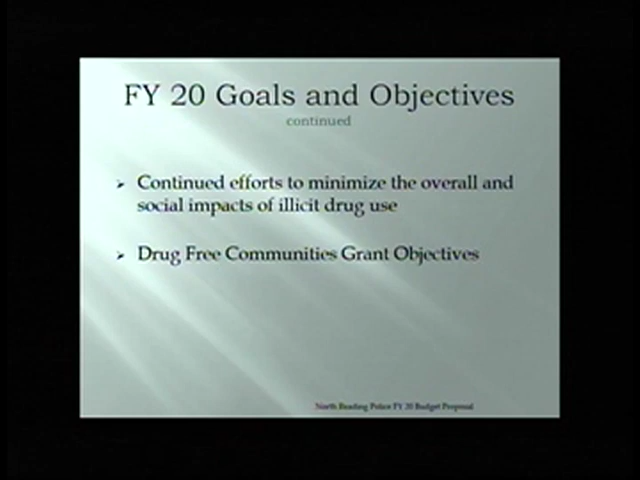 FY 20 Goals and Objectives
continued
Continued efforts to minimize the overall and
social impacts of illicit drug use
Drug Free Communities Grant Objectives
North Reading Police FY 20 Budget Proposal